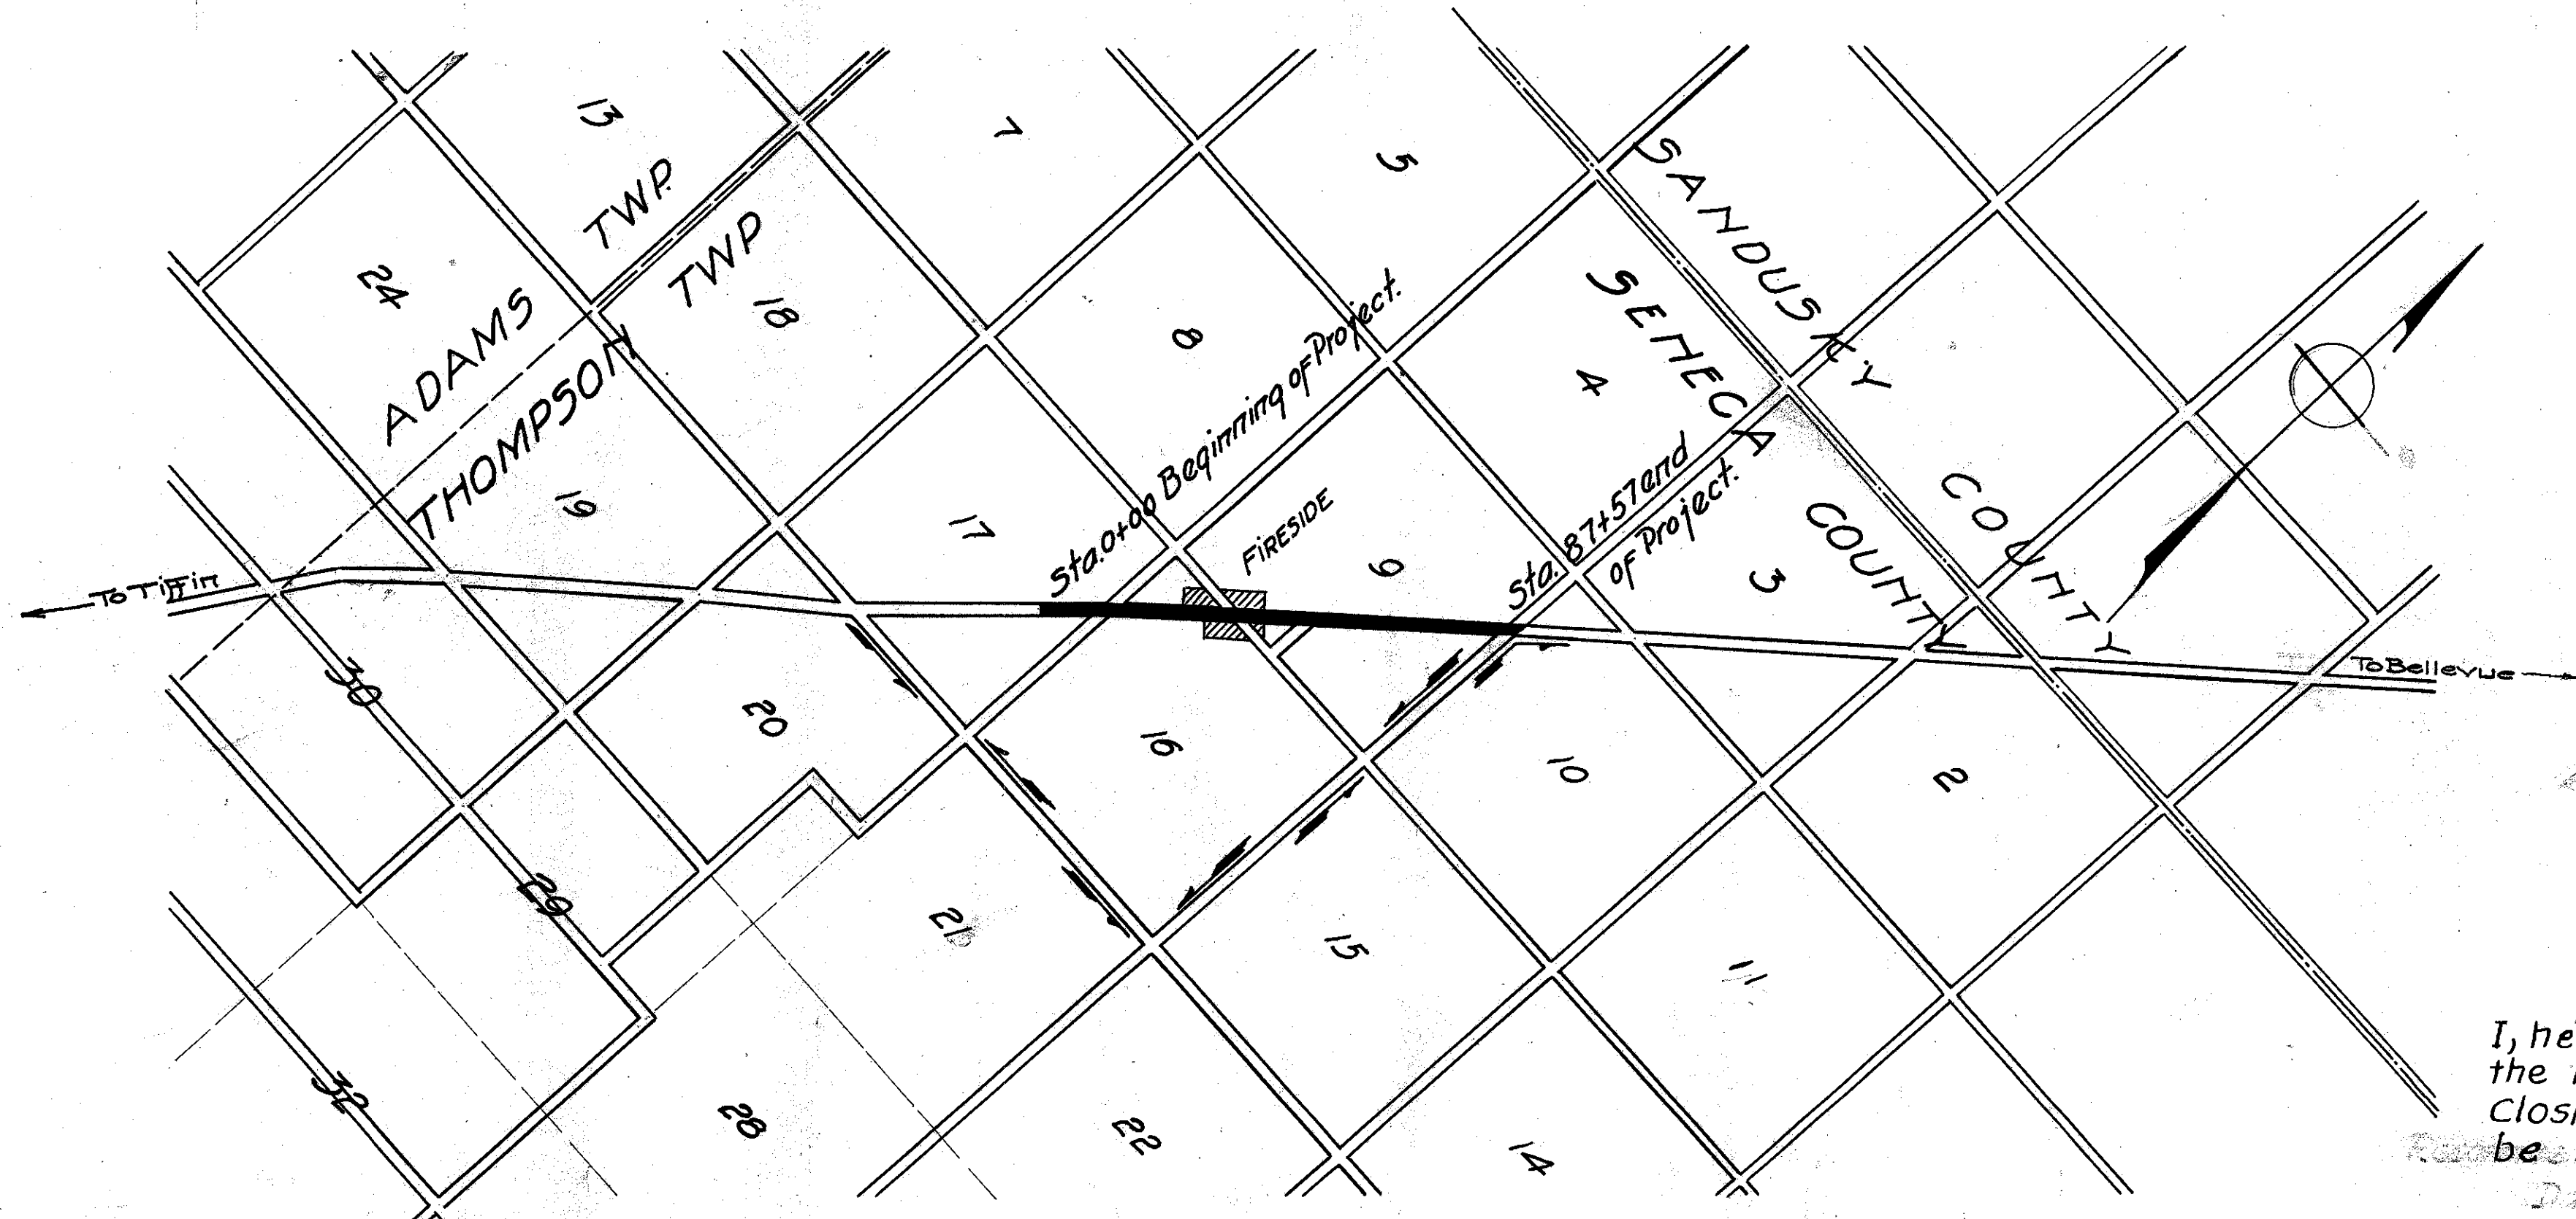 13
7
5
SANDUSKY
COUNTY
ADAMS TWP.
THOMPSON TWP
24
18
8
4
SENECA
COUNTY
Sta. 0+00 Beginning of Project.
19
17
FIRESIDE
9
Sta. 87+57 end
of Project.
3
To Tiffin
To Bellevue
30
20
16
10
2
29
21
15
11
32
28
22
14
I, he
the
Clos
be